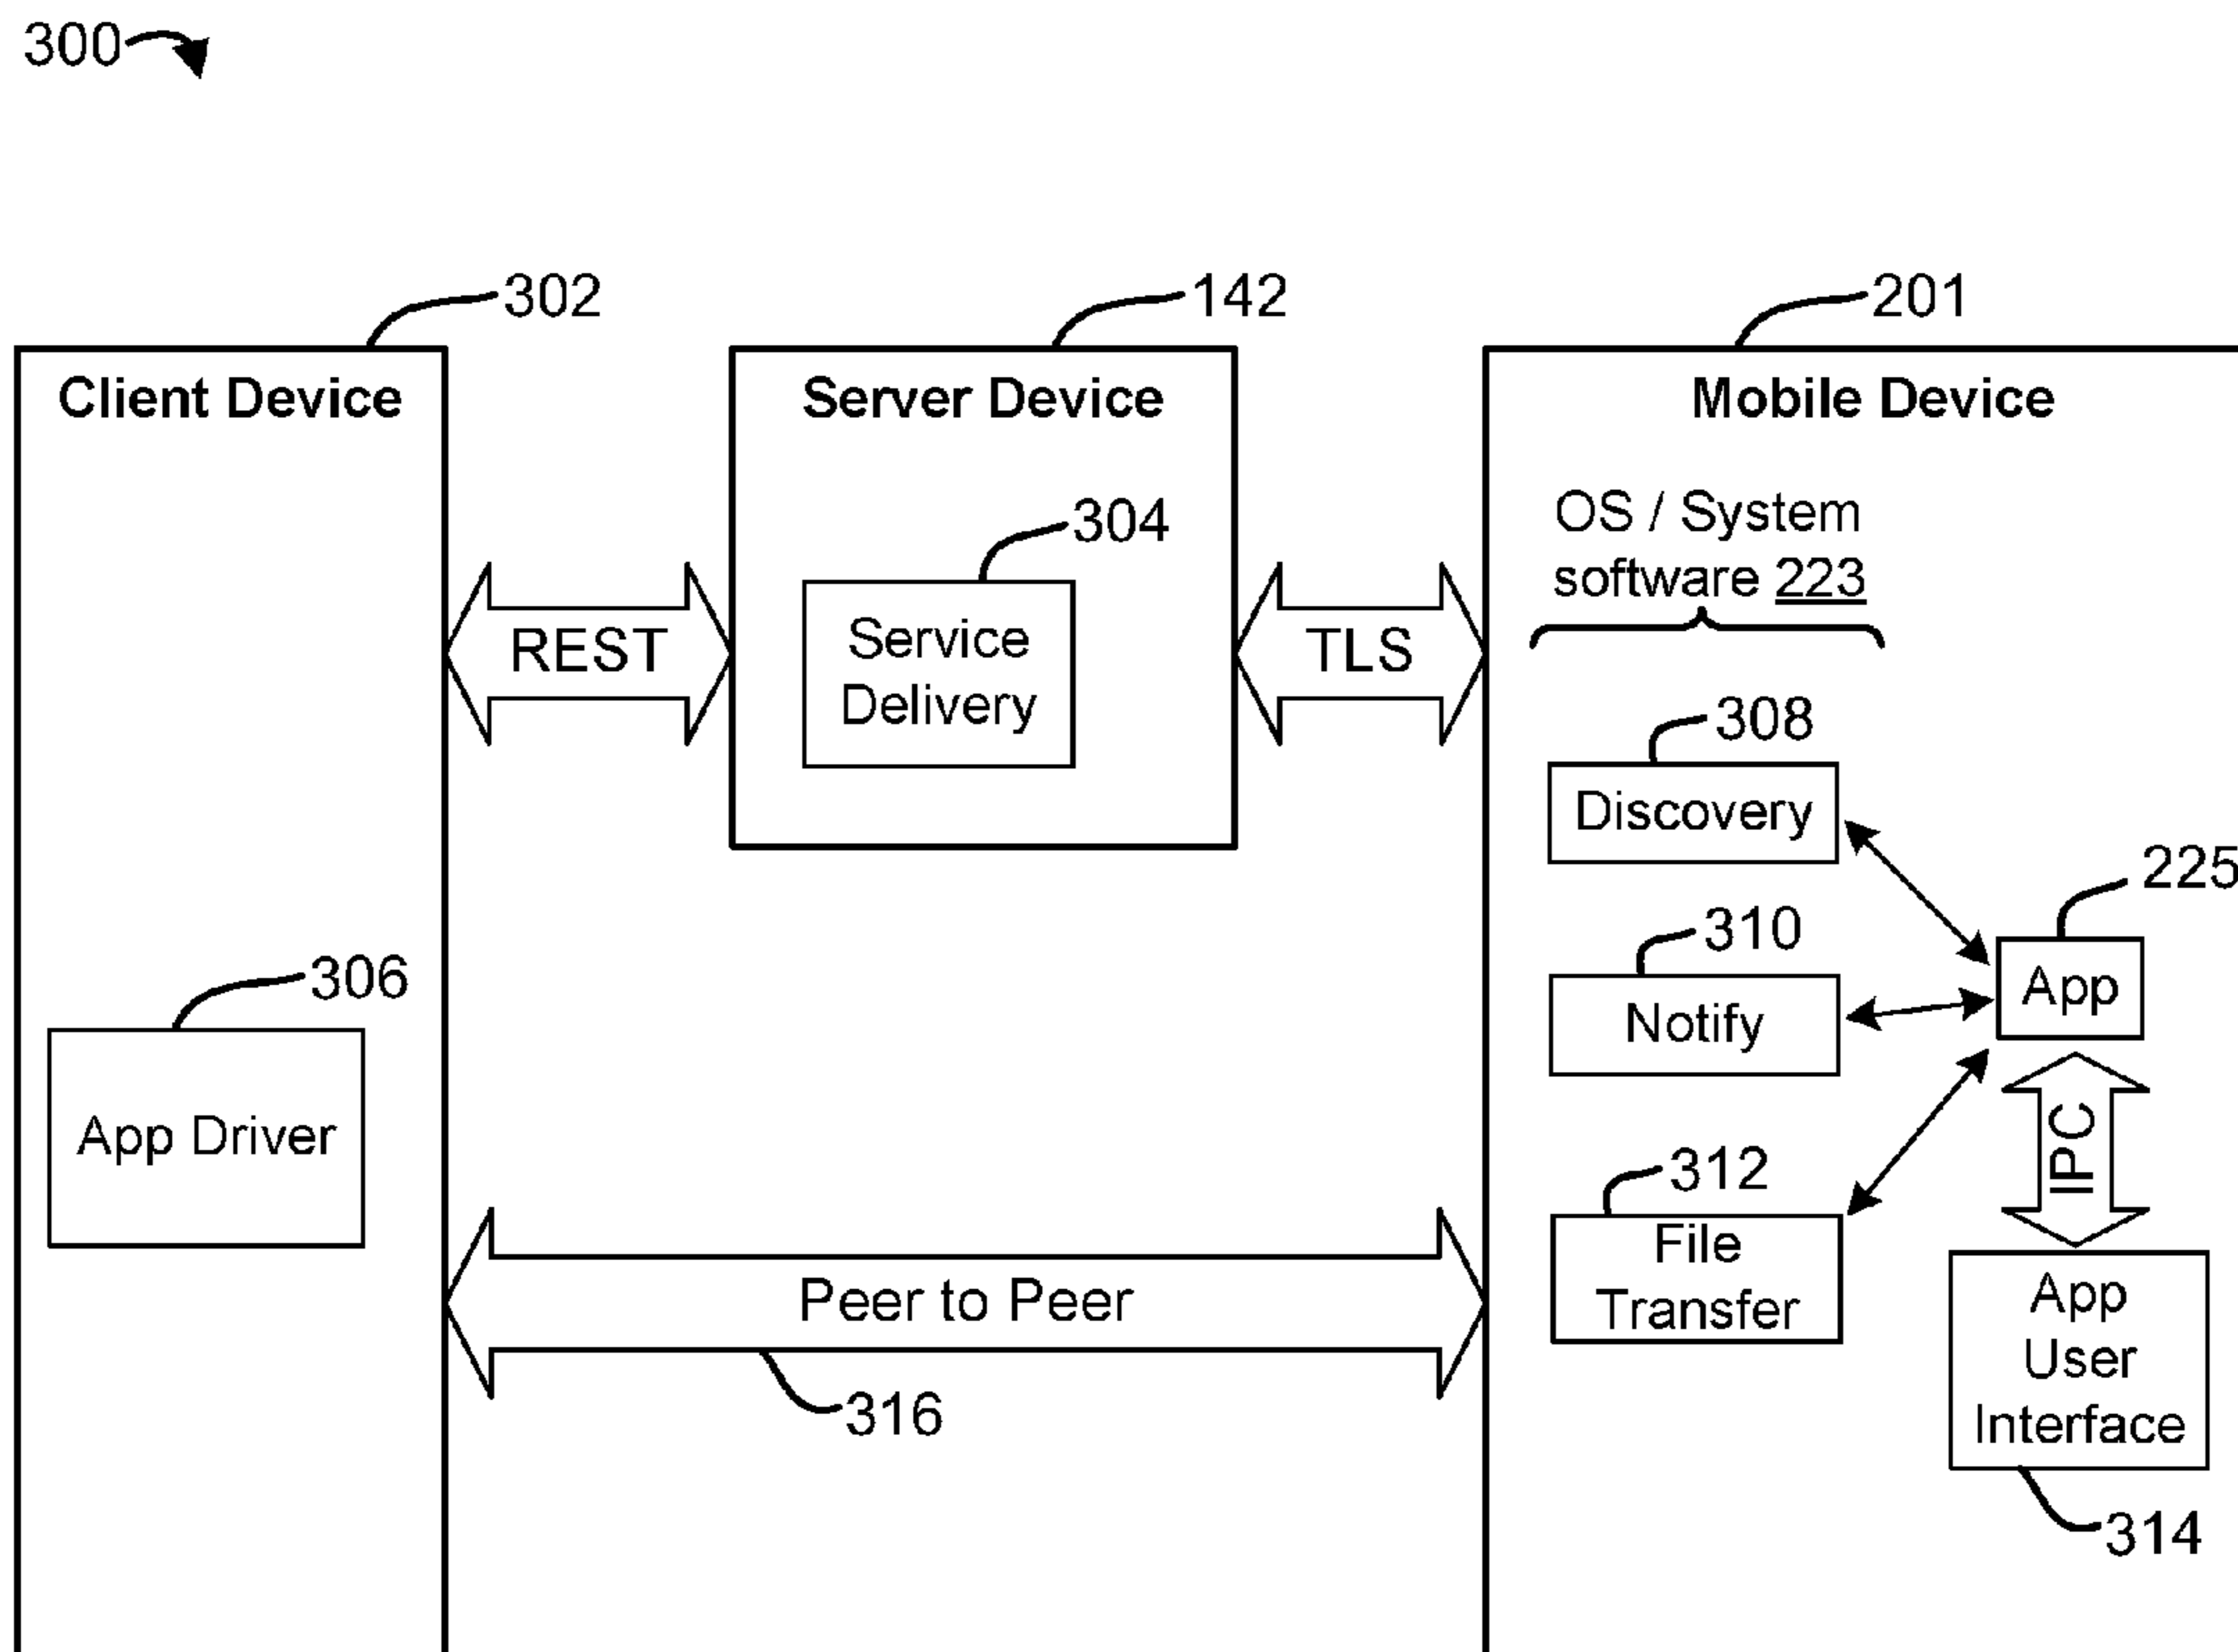 300
302
142
201
Client Device
Server Device
Mobile Device
OS / System
software 223
304
Service
Delivery
REST
TLS
308
Discovery
225
310
App
Notify
306
App Driver
IPC
312
File
Transfer
Peer to Peer
App
User
Interface
316
314